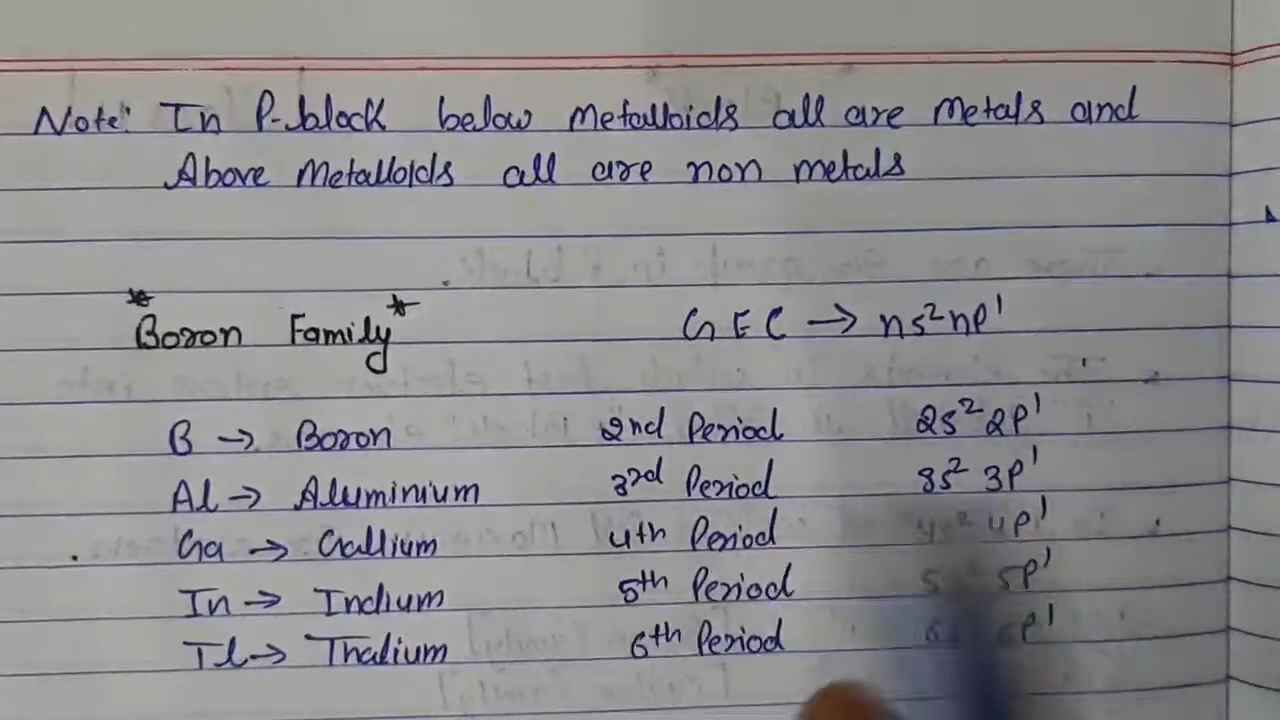 Note: In P-block below Metalloids all are Metals and
Above Metalloids all are non metals
*Boron Family* GEC → ns²np¹
B → Boron 2nd Period 2s² 2p¹
Al → Aluminium 3rd Period 3s² 3p¹
Ga → Gallium 4th Period 4s² 4p¹
In → Indium 5th Period 5p¹
Tl → Thalium 6th Period 6p¹